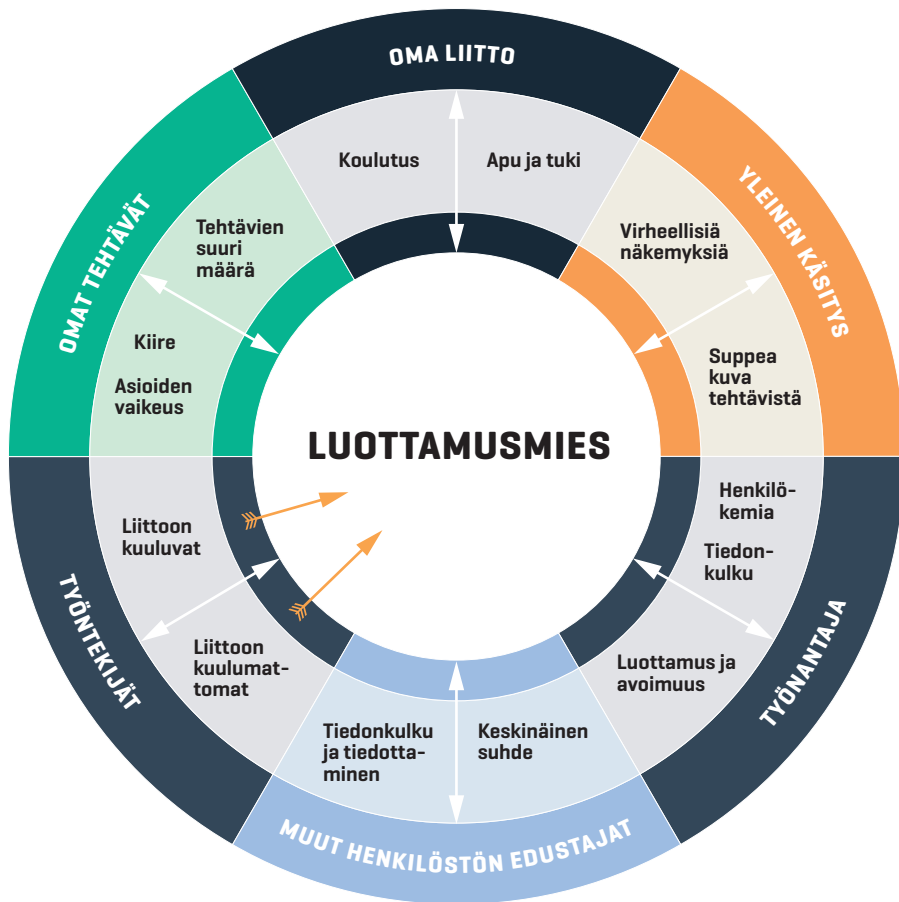 OMA LIITTO
Koulutus
Apu ja tuki
YLEINEN KÄSITYS
Virheellisiä
näkemyksiä
Suppea
kuva
tehtävistä
TYÖNANTAJA
Henkilö-
kemia
Tiedon-
kulku
Luottamus ja
avoimuus
MUUT HENKILÖSTÖN EDUSTAJAT
Keskinäinen
suhde
Tiedonkulku
ja tiedotta-
minen
TYÖNTEKIJÄT
Liittoon
kuuluvat
Liittoon
kuulumat-
tomat
OMAT TEHTÄVÄT
Tehtävien
suuri
määrä
Kiire
Asioiden
vaikeus
LUOTTAMUSMIES